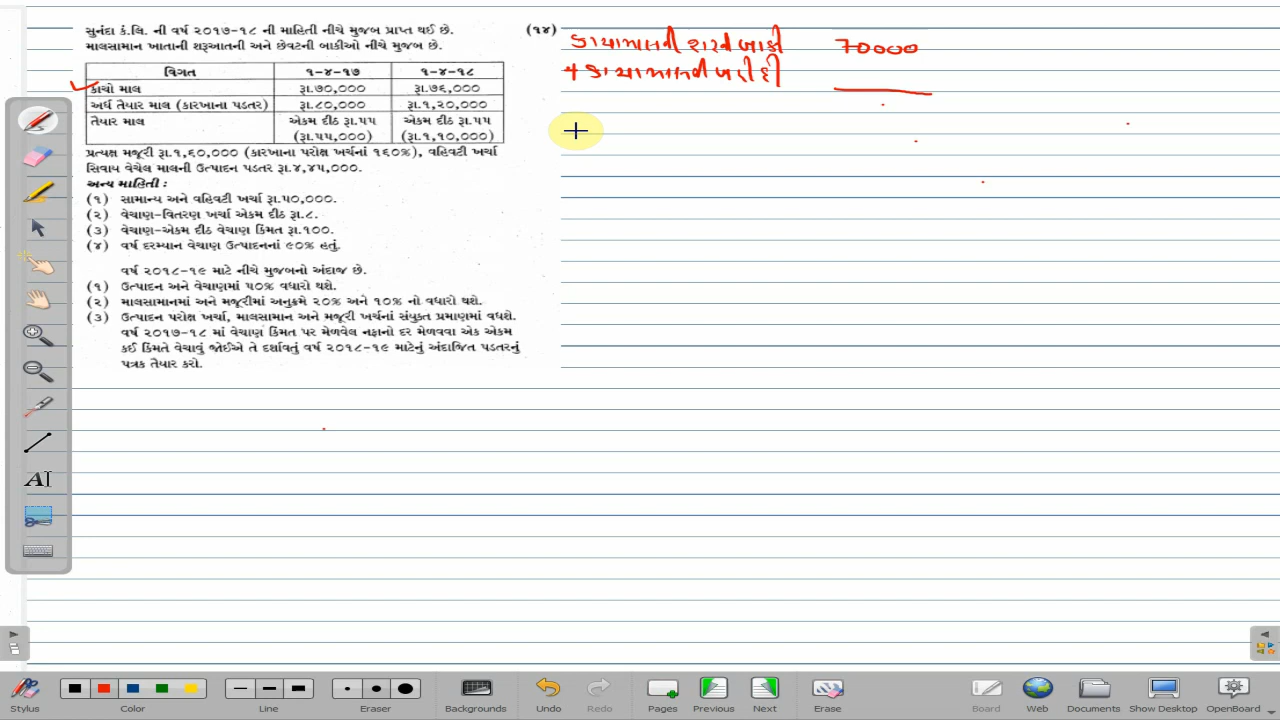 સુનંદા કં.લિ. ની વર્ષ ૨૦૧૭-૧૮ ની માહિતી નીચે મુજબ પ્રાપ્ત થઈ છે. (૧૪)
માલસામાન ખાતાની શરૂઆતની અને છેવટની બાકીઓ નીચે મુજબ છે.
વિગત ૧-૪-૧૭ ૧-૪-૧૮
કાચો માલ રૂા.૭૦,૦૦૦ રૂા.૭૬,૦૦૦
અર્ધ તૈયાર માલ (કારખાના પડતર) રૂા.૮૦,૦૦૦ રૂા.૧,૨૦,૦૦૦
તૈયાર માલ એકમ દીઠ રૂા.૫૫ એકમ દીઠ રૂા.૫૫
(રૂા.૫૫,૦૦૦) (રૂા.૧,૧૦,૦૦૦)
પ્રત્યક્ષ મજૂરી રૂા.૧,૬૦,૦૦૦ (કારખાના પરોક્ષ ખર્ચનાં ૧૬૦%), વહિવટી ખર્ચા
સિવાય વેચેલ માલની ઉત્પાદન પડતર રૂા.૪,૪૫,૦૦૦.
અન્ય માહિતી :
(૧) સામાન્ય અને વહિવટી ખર્ચા રૂા.૫૦,૦૦૦.
(૨) વેચાણ-વિતરણ ખર્ચા એકમ દીઠ રૂા.૮.
(૩) વેચાણ-એકમ દીઠ વેચાણ કિંમત રૂા.૧૦૦.
(૪) વર્ષ દરમ્યાન વેચાણ ઉત્પાદનનાં ૯૦% હતું.
વર્ષ ૨૦૧૮-૧૯ માટે નીચે મુજબનો અંદાજ છે.
(૧) ઉત્પાદન અને વેચાણમાં ૫૦% વધારો થશે.
(૨) માલસામાનમાં અને મજૂરીમાં અનુક્રમે ૨૦% અને ૧૦% નો વધારો થશે.
(૩) ઉત્પાદન પરોક્ષ ખર્ચા, માલસામાન અને મજૂરી ખર્ચનાં સંયુક્ત પ્રમાણમાં વધશે.
વર્ષ ૨૦૧૭-૧૮ માં વેચાણ કિંમત પર મેળવેલ નફાનો દર મેળવવા એક એકમ
કઈ કિંમતે વેચાવું જોઈએ તે દર્શાવતું વર્ષ ૨૦૧૮-૧૯ માટેનું અંદાજિત પડતરનું
પત્રક તૈયાર કરો.
કાચામાલની શરૂની બાકી 70000
+ કાચામાલની ખરીદી
AI
Stylus Color Line Eraser Backgrounds Undo Redo Pages Previous Next Erase Board Web Documents Show Desktop OpenBoard